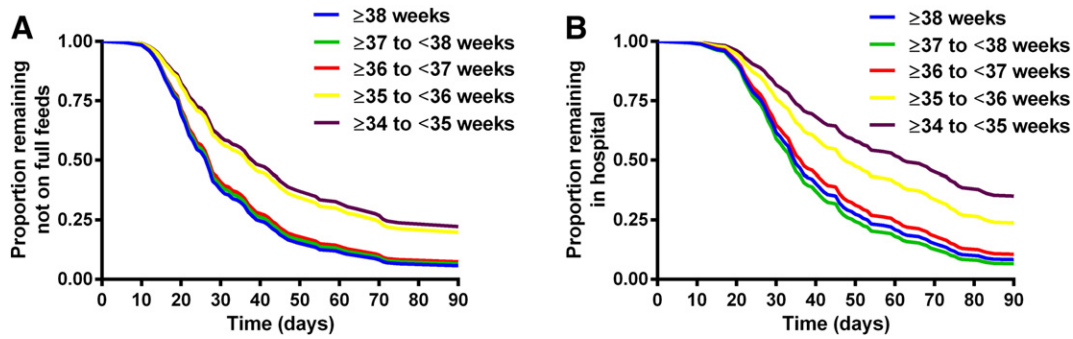 A
≥38 weeks
≥37 to <38 weeks
≥36 to <37 weeks
≥35 to <36 weeks
≥34 to <35 weeks
Proportion remaining
not on full feeds
1.00
0.75
0.50
0.25
0.00
0 10 20 30 40 50 60 70 80 90
Time (days)
B
≥38 weeks
≥37 to <38 weeks
≥36 to <37 weeks
≥35 to <36 weeks
≥34 to <35 weeks
Proportion remaining
in hospital
1.00
0.75
0.50
0.25
0.00
0 10 20 30 40 50 60 70 80 90
Time (days)